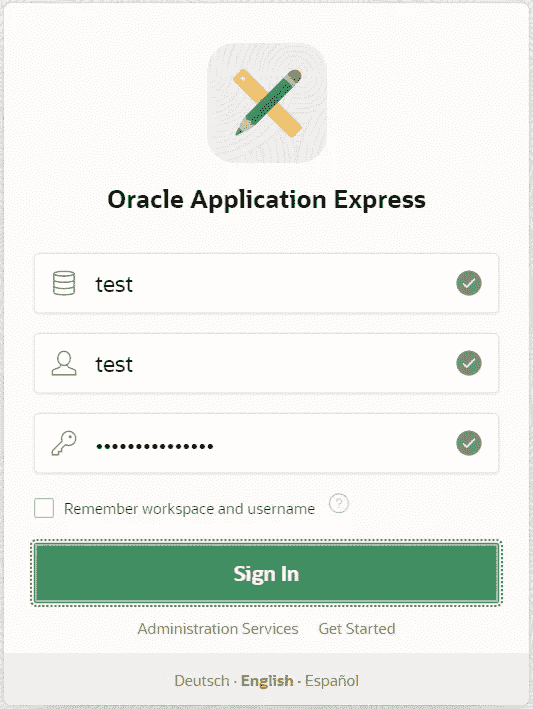 Oracle Application Express
test
test
•••••••••••••••
Remember workspace and username ?
Sign In
Administration Services Get Started
Deutsch · English · Español